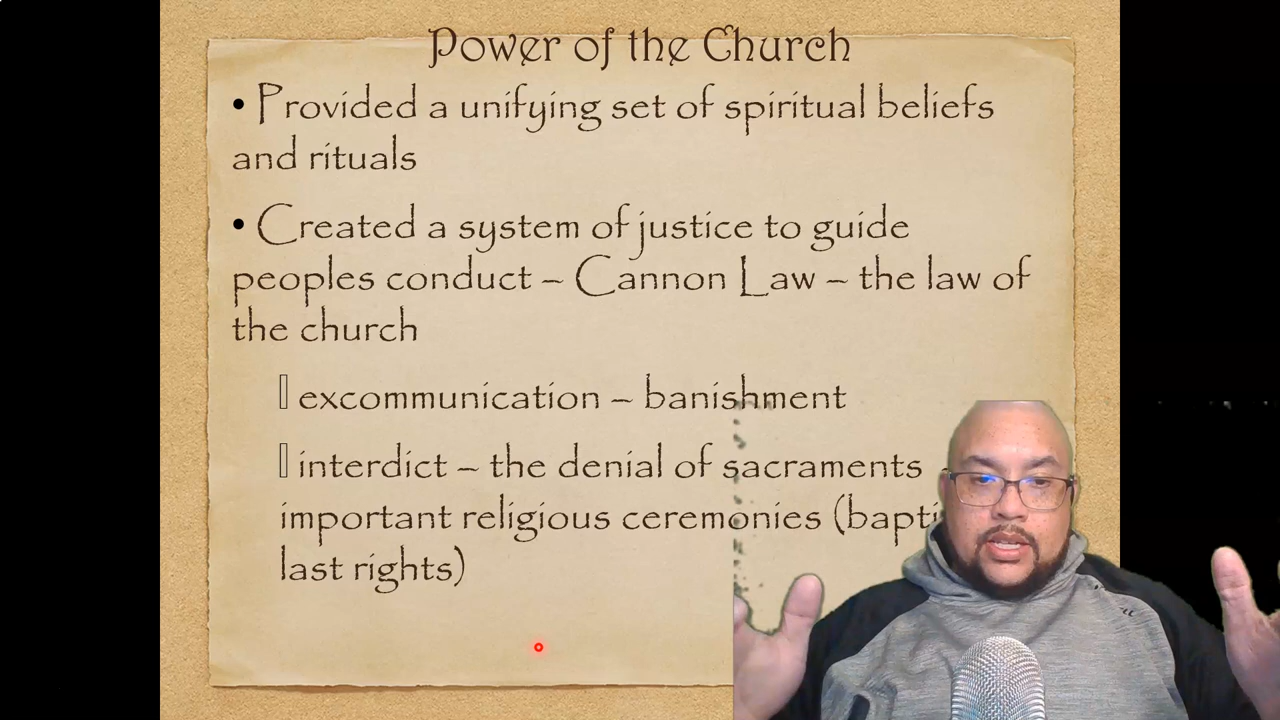 Power of the Church
• Provided a unifying set of spiritual beliefs
and rituals
• Created a system of justice to guide
peoples conduct – Cannon Law – the law of
the church
excommunication – banishment
interdict – the denial of sacraments
important religious ceremonies (bapti
last rights)